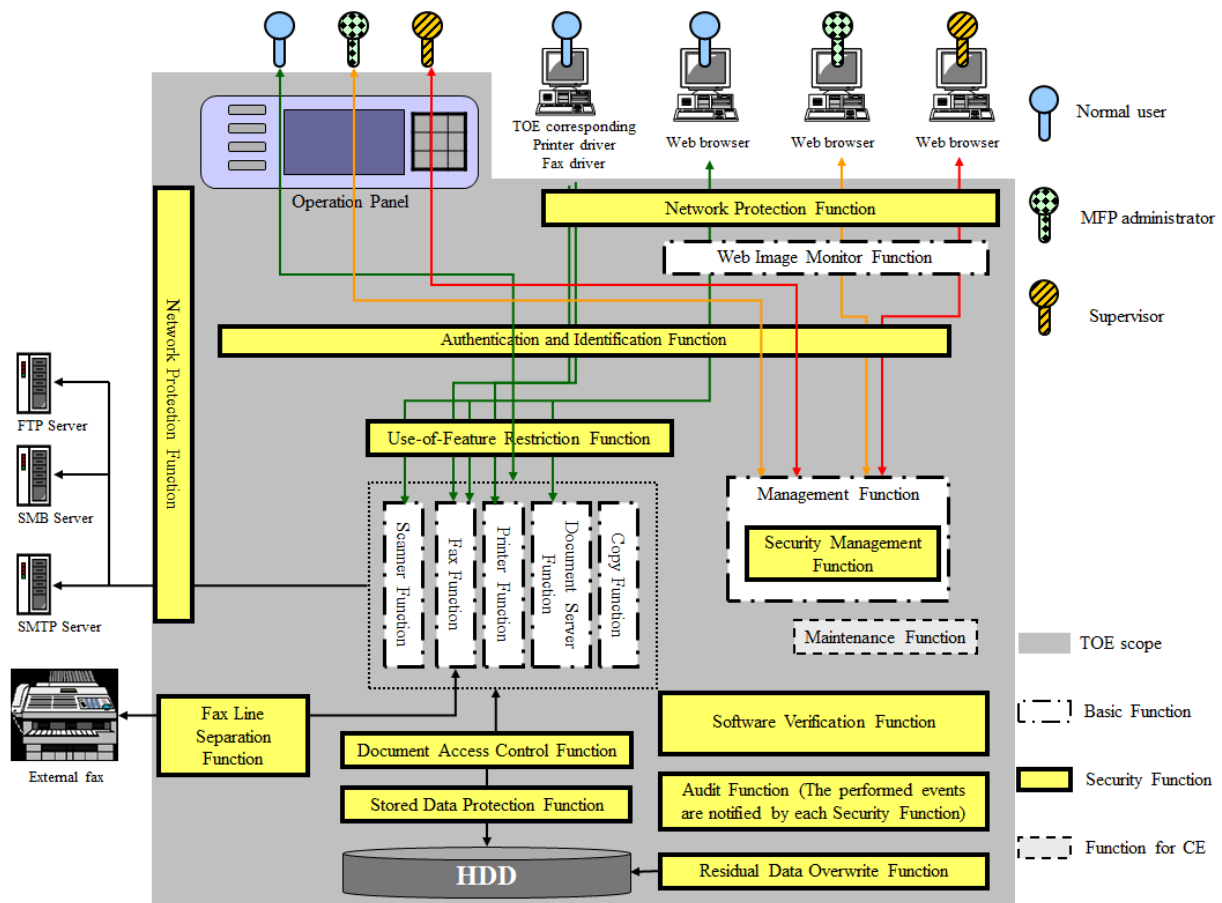 TOE corresponding
Printer driver
Fax driver
Web browser
Web browser
Web browser
Normal user
Operation Panel
Network Protection Function
MFP administrator
Web Image Monitor Function
Supervisor
Network Protection Function
Authentication and Identification Function
FTP Server
Use-of-Feature Restriction Function
SMB Server
SMTP Server
Scanner Function
Fax Function
Printer Function
Document Server
Function
Copy Function
Management Function
Security Management
Function
Maintenance Function
TOE scope
Basic Function
Security Function
Function for CE
External fax
Fax Line
Separation
Function
Document Access Control Function
Stored Data Protection Function
HDD
Software Verification Function
Audit Function (The performed events
are notified by each Security Function)
Residual Data Overwrite Function